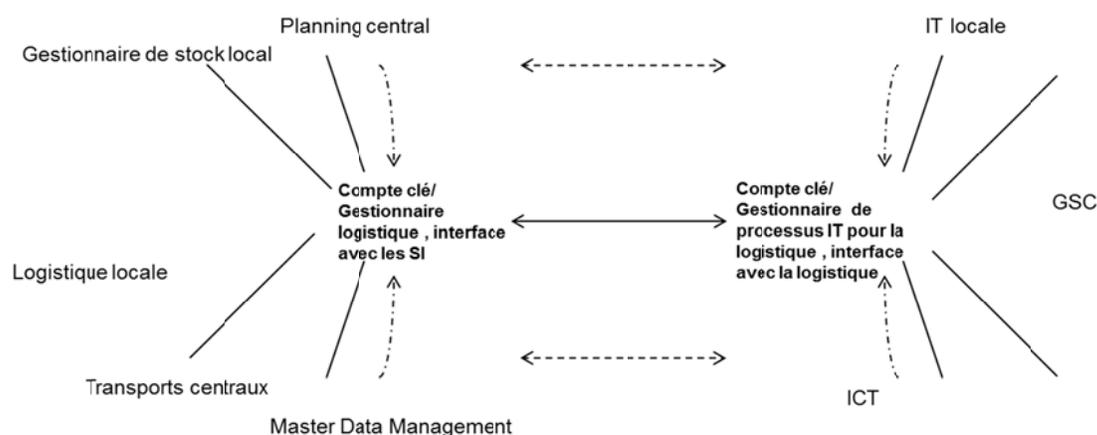 Planning central
IT locale
Gestionnaire de stock local
Compte clé/
Gestionnaire
logistique , interface
avec les SI
Compte clé/
Gestionnaire de
processus IT pour la
logistique , interface
avec la logistique
GSC
Logistique locale
Transports centraux
ICT
Master Data Management